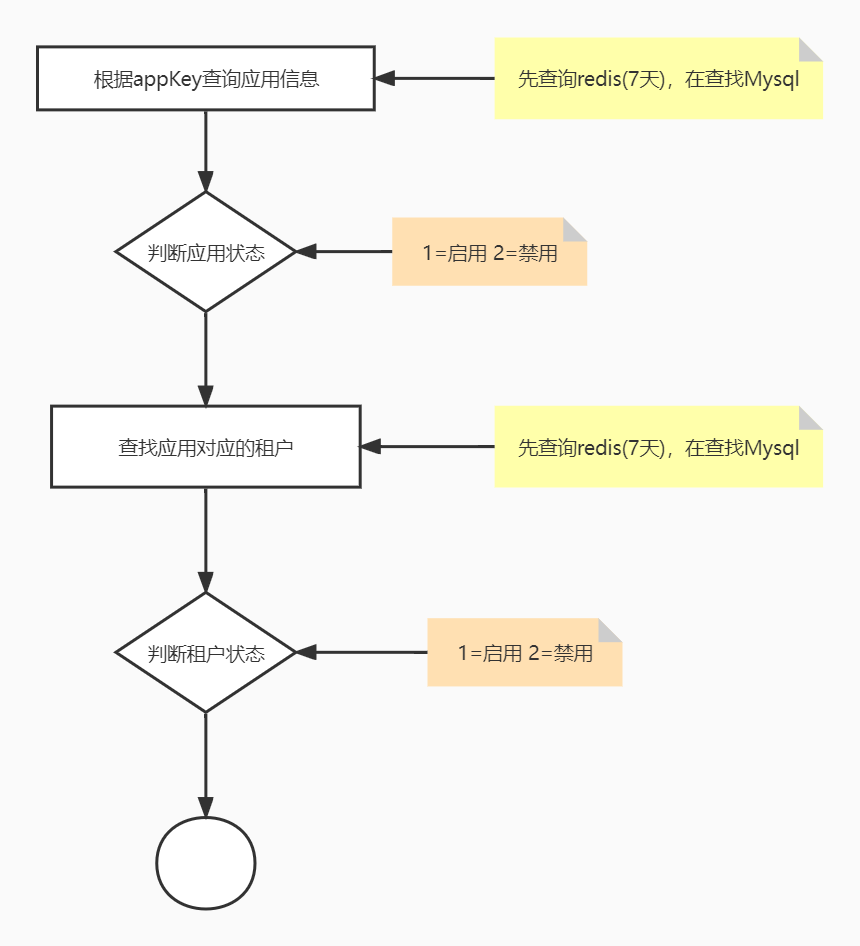 根据appKey查询应用信息
先查询redis(7天)，在查找Mysql
判断应用状态
1=启用 2=禁用
查找应用对应的租户
先查询redis(7天)，在查找Mysql
判断租户状态
1=启用 2=禁用